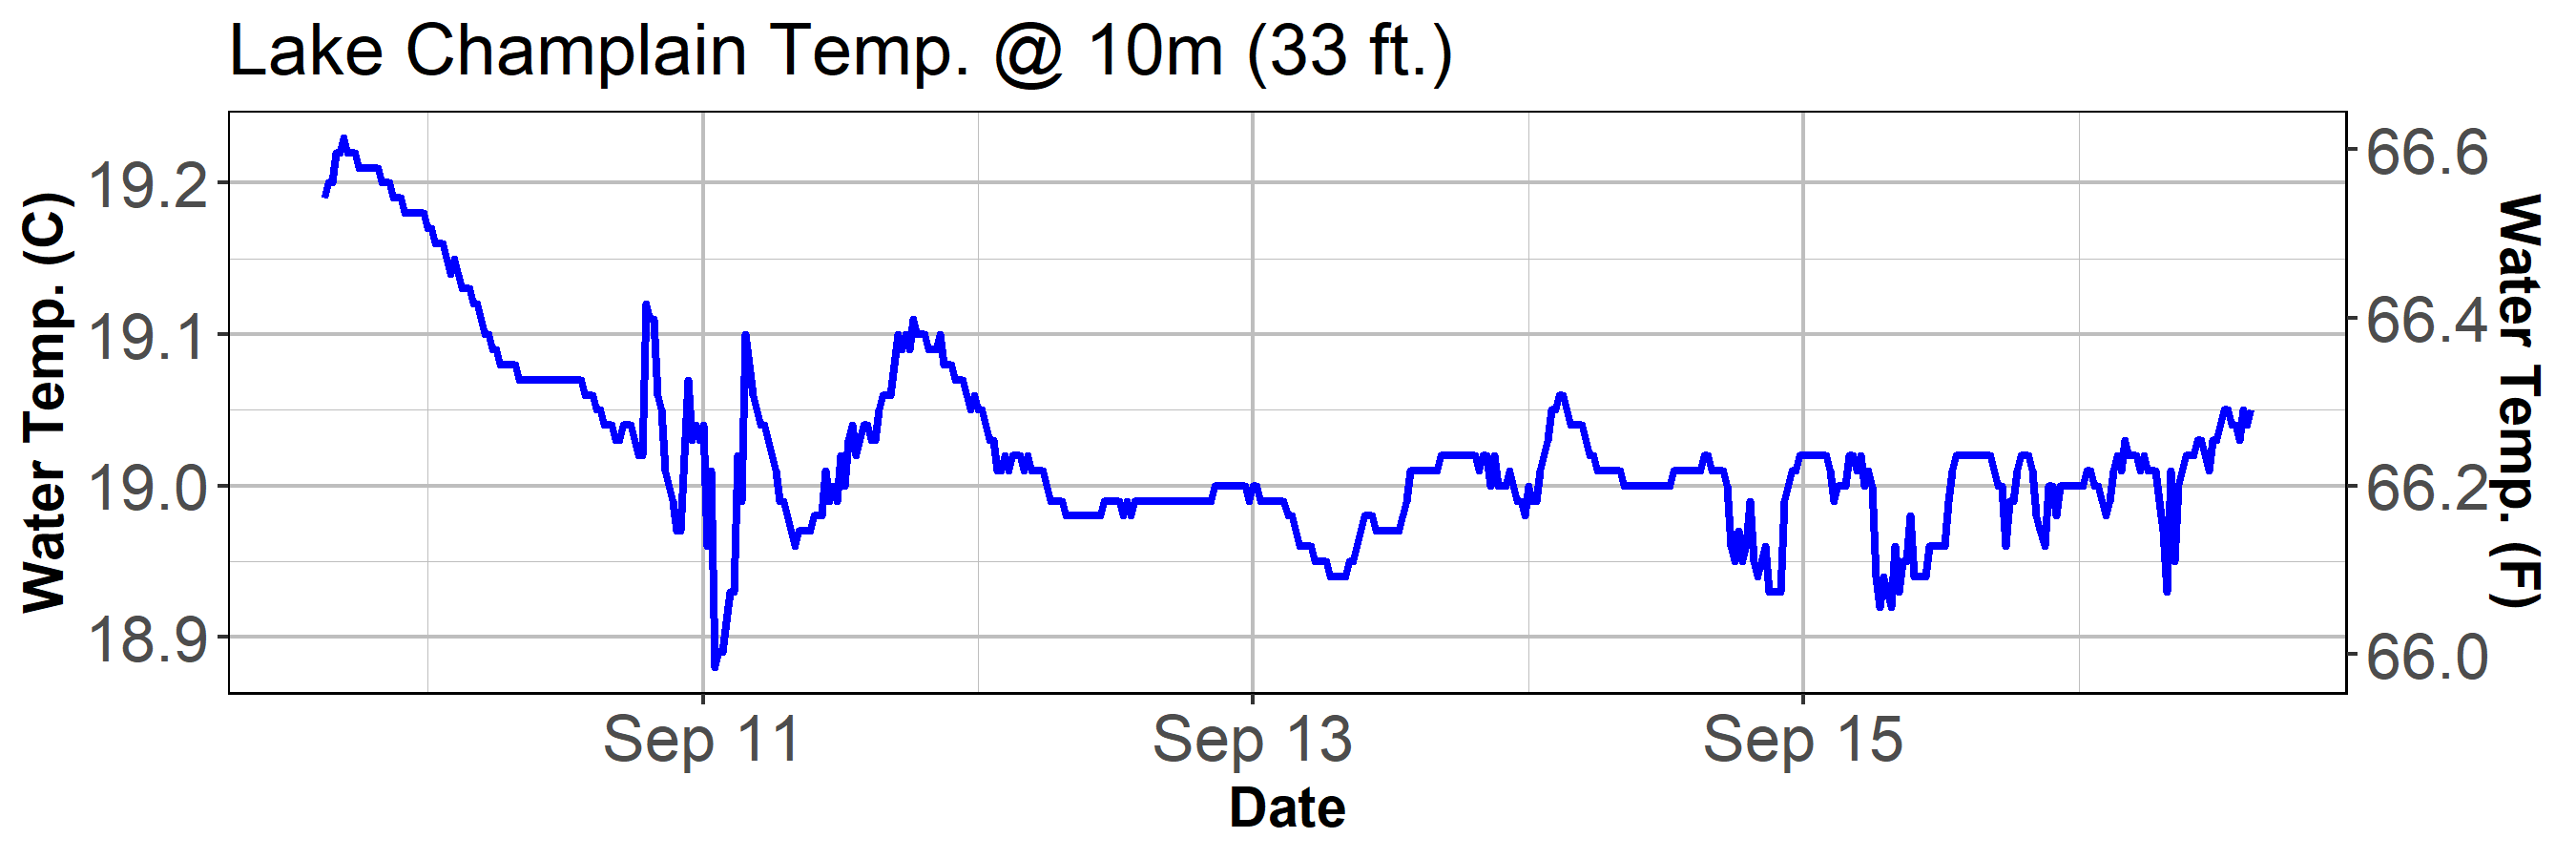 Lake Champlain Temp. @ 10m (33 ft.)
Water Temp. (C)
19.2
19.1
19.0
18.9
66.6
66.4
66.2
66.0
Water Temp. (F)
Sep 11
Sep 13
Sep 15
Date